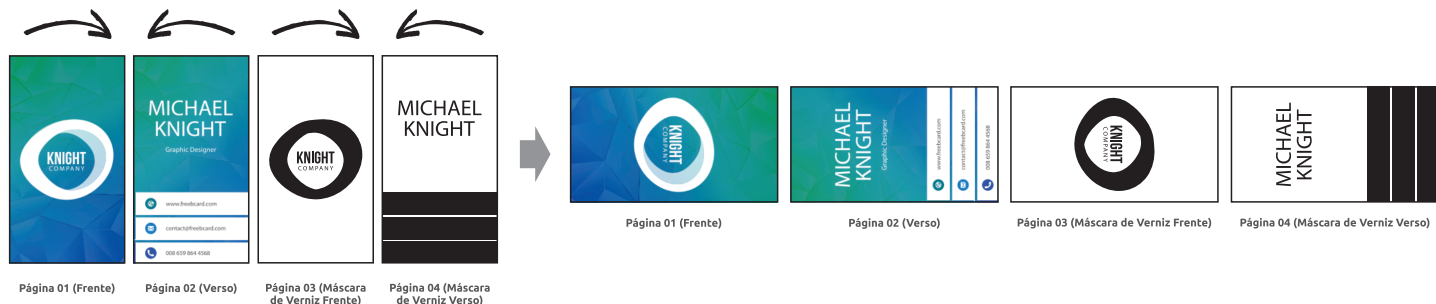 KNIGHT
COMPANY
MICHAEL
KNIGHT
Graphic Designer
www.freebcard.com
contact@freebcard.com
008 659 864 4568
KNIGHT
COMPANY
MICHAEL
KNIGHT
Página 01 (Frente)
Página 02 (Verso)
Página 03 (Máscara
de Verniz Frente)
Página 04 (Máscara
de Verniz Verso)
KNIGHT
COMPANY
MICHAEL
KNIGHT
Graphic Designer
www.freebcard.com
contact@freebcard.com
008 659 864 4568
KNIGHT
COMPANY
MICHAEL
KNIGHT
Página 01 (Frente)
Página 02 (Verso)
Página 03 (Máscara de Verniz Frente)
Página 04 (Máscara de Verniz Verso)